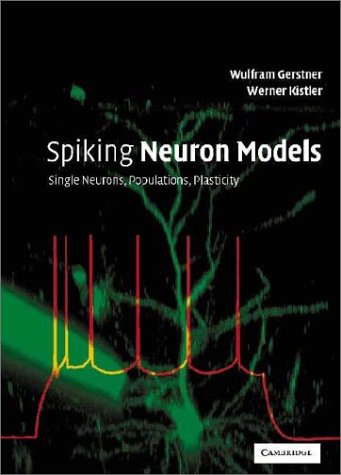 Wulfram Gerstner
Werner Kistler
Spiking Neuron Models
Single Neurons, Populations, Plasticity
CAMBRIDGE